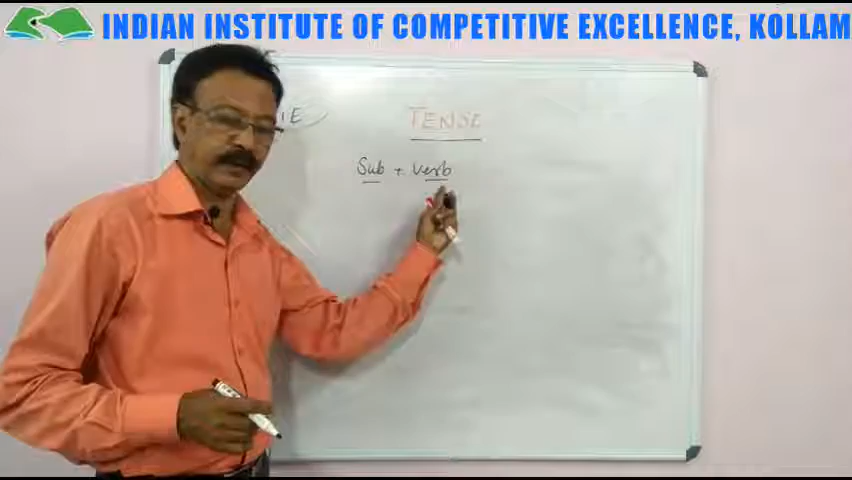 INDIAN INSTITUTE OF COMPETITIVE EXCELLENCE, KOLLAM
TENSE
Sub + Verb